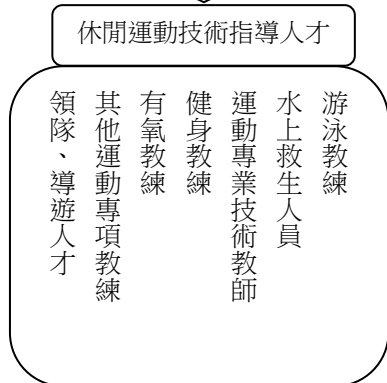 休閒運動技術指導人才
游泳教練
水上救生人員
運動專業技術教師
健身教練
有氧教練
其他運動專項教練
領隊、導遊人才